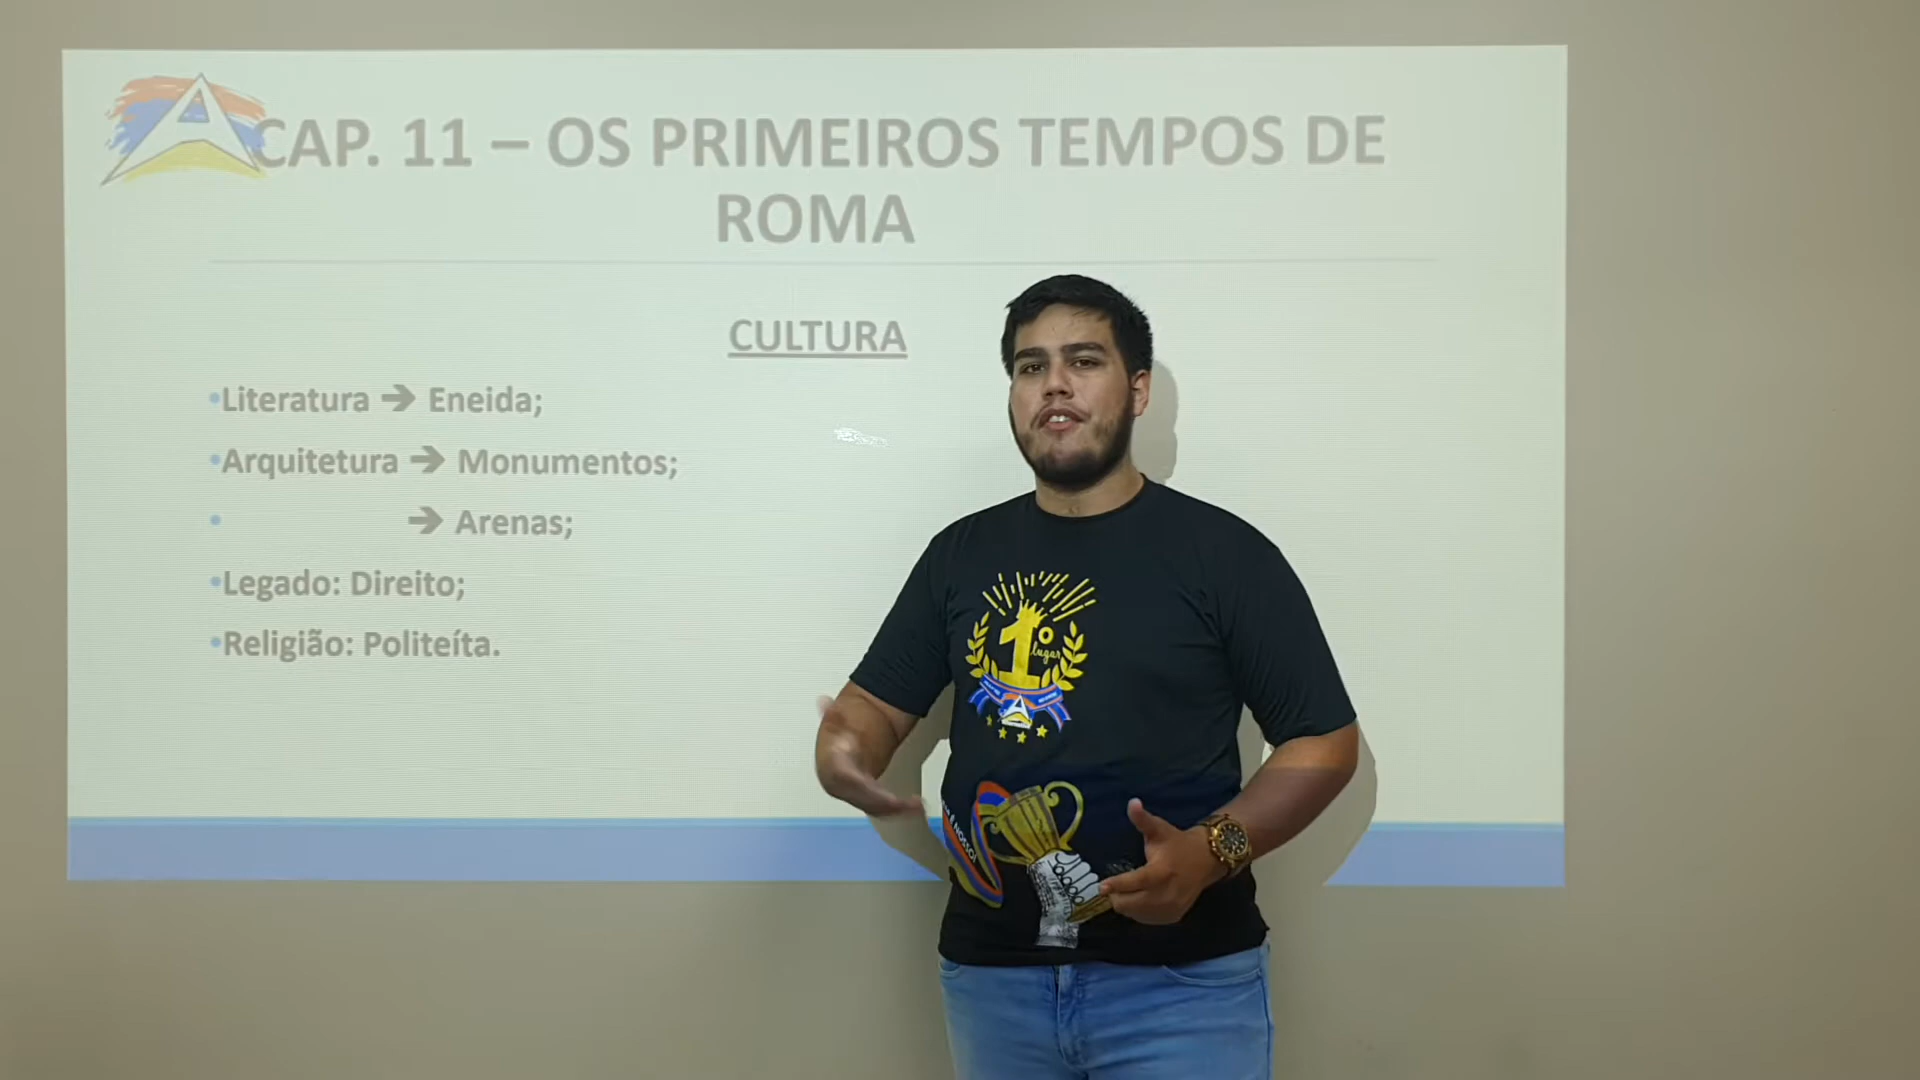 CAP. 11 – OS PRIMEIROS TEMPOS DE
ROMA
CULTURA
•Literatura ➔ Eneida;
•Arquitetura ➔ Monumentos;
• ➔ Arenas;
•Legado: Direito;
•Religião: Politeíta.
1º
lugar
É NOSSO!